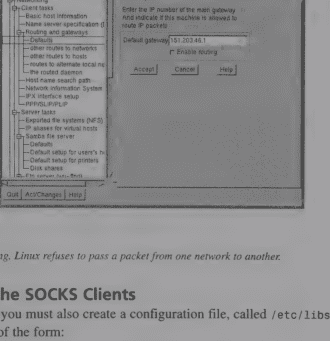 Networking
Client tasks
Basic host information
Name server specification (D
Routing and gateways
Defaults
other routes to networks
other routes to hosts
routes to alternate local ne
the routed daemon
Host name search path
Network Information System
IPX interface setup
PPP/SLIP/PLIP
Server tasks
Exported file systems (NFS)
IP aliases for virtual hosts
Samba file server
Defaults
Default setup for user's h
Default setup for printers
Disk shares
Enter the IP number of the main gateway
And indicate if this machine is allowed to
route IP packets
Default gateway 151.203.46.1
Enable routing
Accept Cancel Help
Quit Act/Changes Help
ng, Linux refuses to pass a packet from one network to another.
he SOCKS Clients
you must also create a configuration file, called /etc/libs
of the form: